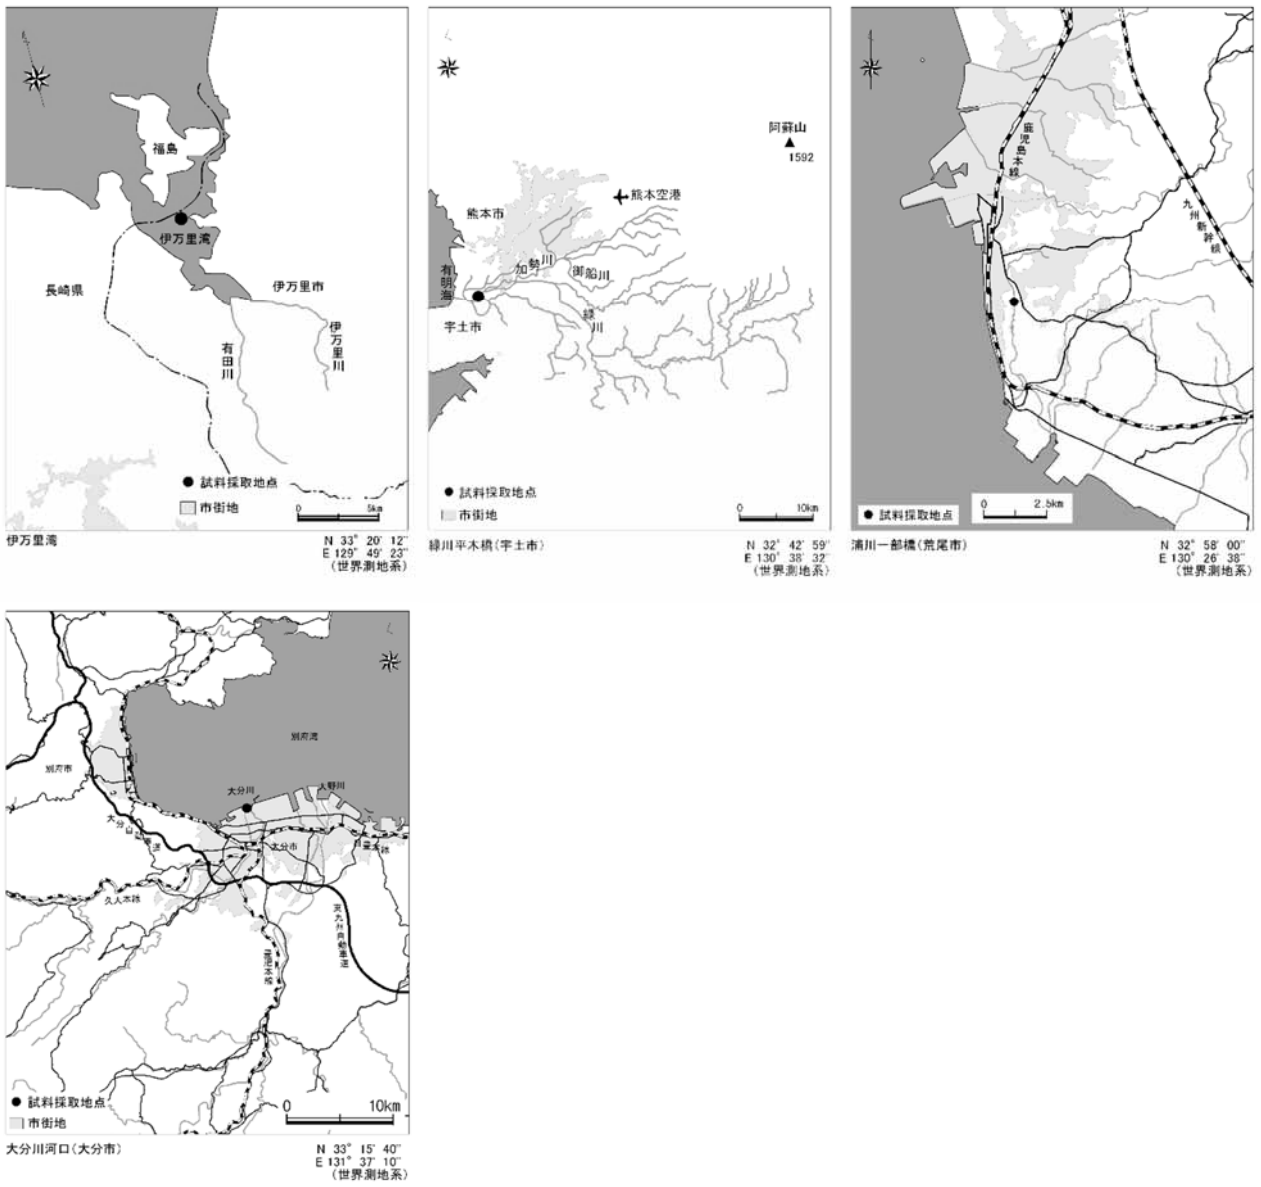 福島
伊万里湾
長崎県
伊万里市
伊万里川
有田川
試料採取地点
市街地
0 5km
伊万里湾
N 33° 20′ 12″
E 129° 49′ 23″
(世界測地系)
阿蘇山
1592
熊本空港
熊本市
加勢川
御船川
有明海
緑川
宇土市
試料採取地点
市街地
0 10km
緑川平木橋(宇土市)
N 32° 42′ 59″
E 130° 38′ 32″
(世界測地系)
鹿児島本線
九州新幹線
試料採取地点
0 2.5km
浦川一部橋(荒尾市)
N 32° 58′ 00″
E 130° 26′ 38″
(世界測地系)
別府湾
別府市
大分川
大野川
大分市
久大本線
東九州自動車道
試料採取地点
市街地
0 10km
大分川河口(大分市)
N 33° 15′ 40″
E 131° 37′ 10″
(世界測地系)